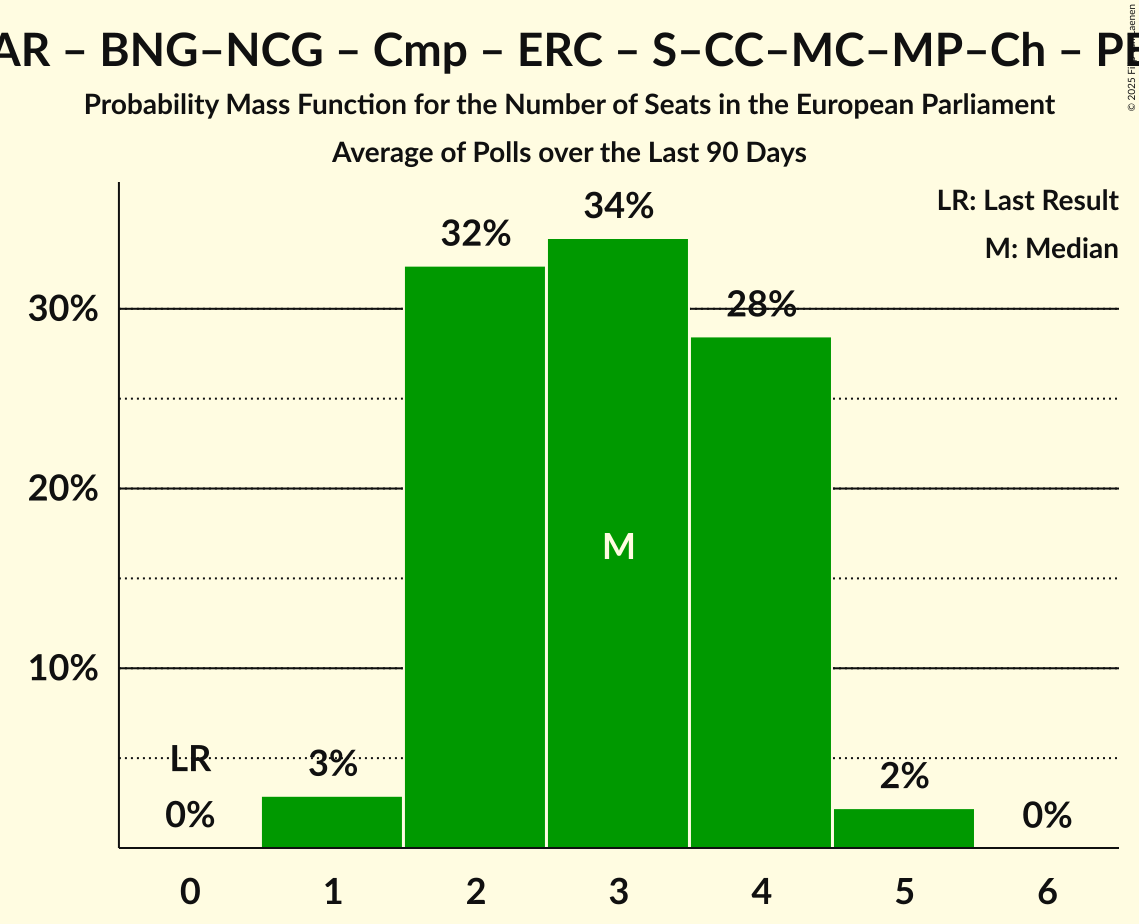 AR – BNG–NCG – Cmp – ERC – S–CC–MC–MP–Ch – PE
Probability Mass Function for the Number of Seats in the European Parliament
Average of Polls over the Last 90 Days
© 2025
LR: Last Result
M: Median
34%
32%
28%
30%
20%
M
10%
LR
3%
2%
0%
0%
0 1 2 3 4 5 6